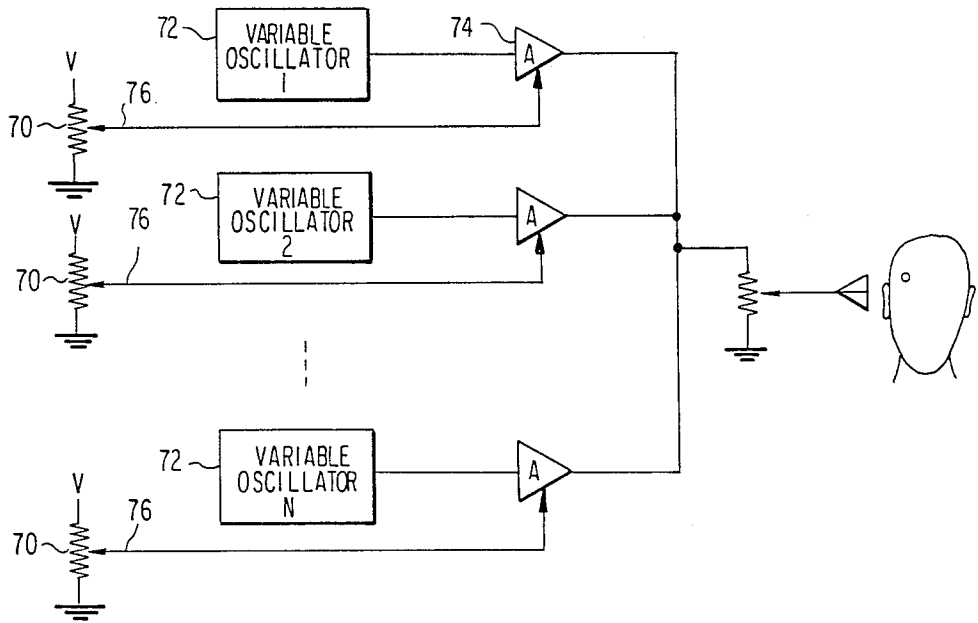 72
VARIABLE
OSCILLATOR
1
74
A
V
76
70
72
VARIABLE
OSCILLATOR
2
A
V
76
70
72
VARIABLE
OSCILLATOR
N
A
V
76
70